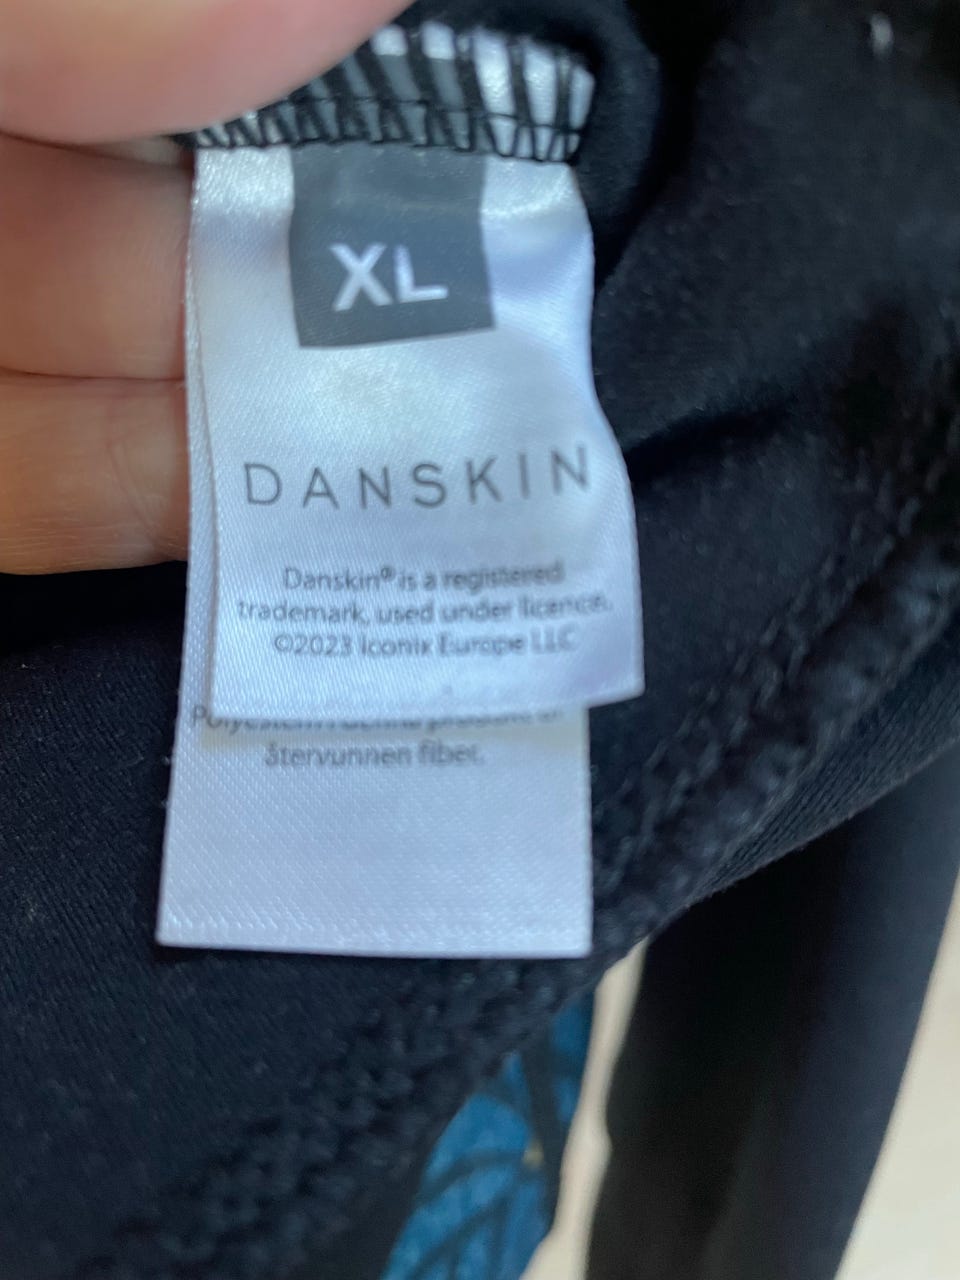 XL
DANSKIN
Danskin® is a registered
trademark, used under licence.
©2023 Iconix Europe LLC
återvunnen fiber.